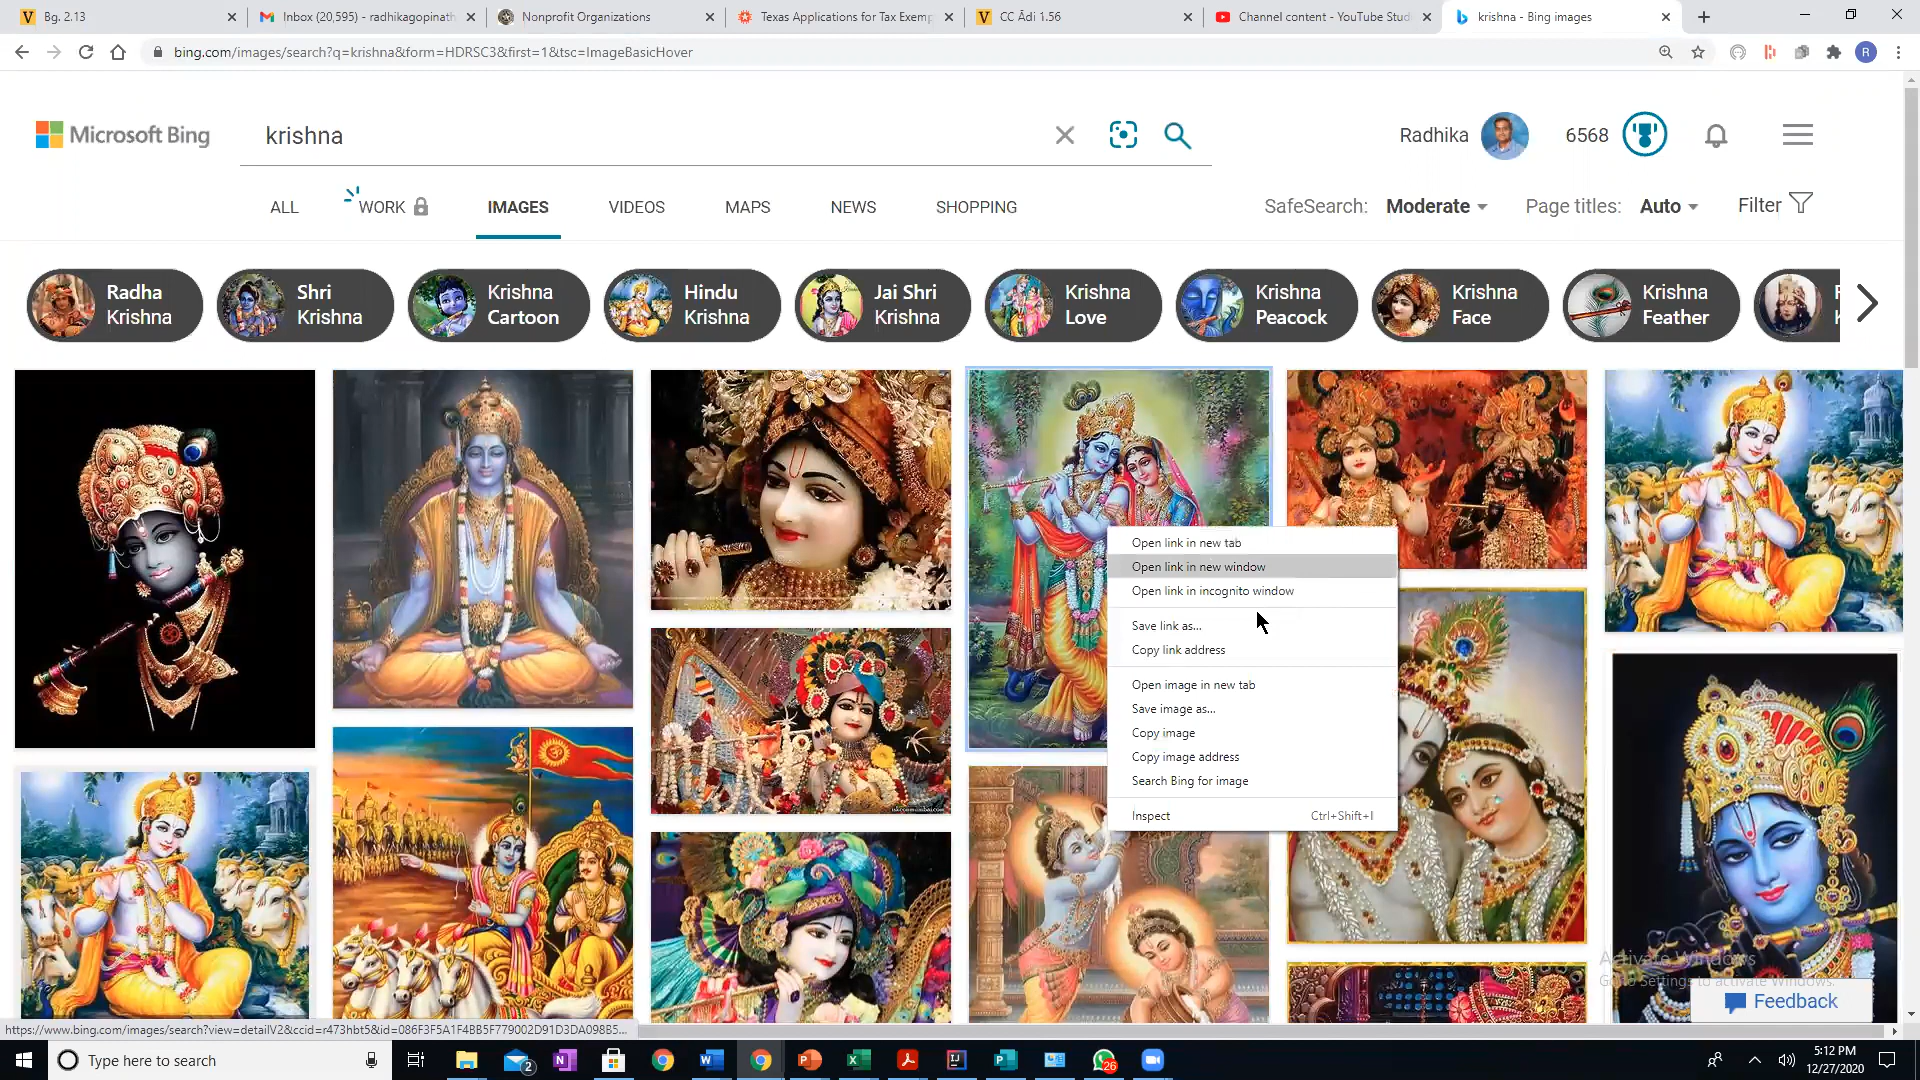 Bg. 2.13
Inbox (20,595) - radhikagopinath
Nonprofit Organizations
Texas Applications for Tax Exemp
CC Ādi 1.56
Channel content - YouTube Stud
krishna - Bing images
bing.com/images/search?q=krishna&form=HDRSC3&first=1&tsc=ImageBasicHover
R
Microsoft Bing
krishna
Radhika
6568
ALL
WORK
IMAGES
VIDEOS
MAPS
NEWS
SHOPPING
SafeSearch: Moderate
Page titles: Auto
Filter
Radha
Krishna
Shri
Krishna
Krishna
Cartoon
Hindu
Krishna
Jai Shri
Krishna
Krishna
Love
Krishna
Peacock
Krishna
Face
Krishna
Feather
Open link in new tab
Open link in new window
Open link in incognito window
Save link as...
Copy link address
Open image in new tab
Save image as...
Copy image
Copy image address
Search Bing for image
Inspect Ctrl+Shift+I
Activate Windows
Go to Settings to activate Windows.
Feedback
https://www.bing.com/images/search?view=detailV2&ccid=r473hbt5&id=086F3F5A1F4BB5F779002D91D3DA098B5...
Type here to search
2
26
5:12 PM
12/27/2020